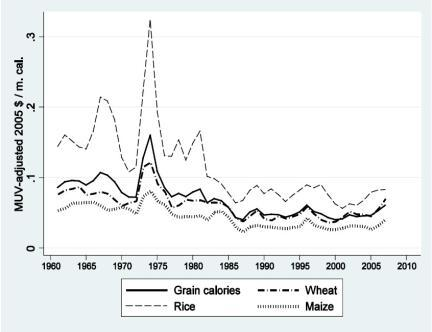 MUV-adjusted 2005 $ / m. cal.
.3
.2
.1
0
1960 1965 1970 1975 1980 1985 1990 1995 2000 2005 2010
Grain calories Wheat
Rice Maize